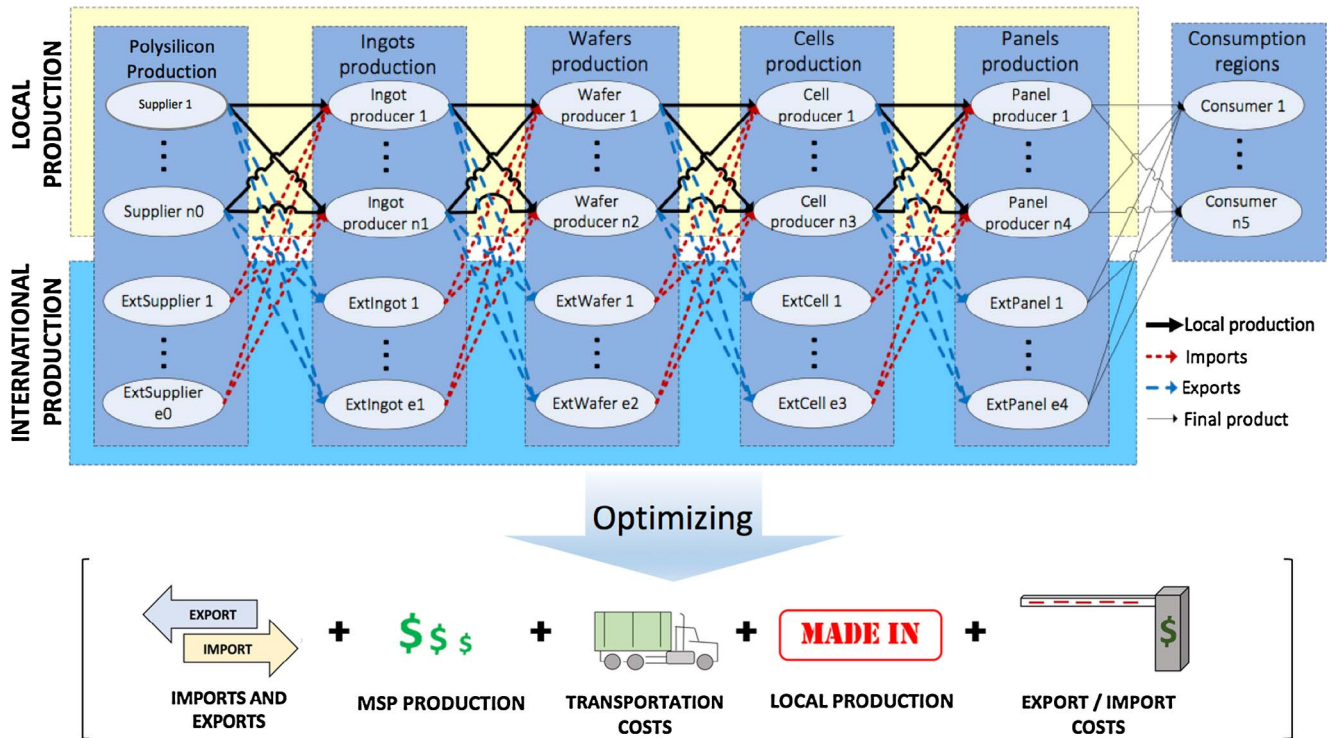 LOCAL
PRODUCTION
Polysilicon
Production
Supplier 1
Supplier n0
Ingots
production
Ingot
producer 1
Ingot
producer n1
Wafers
production
Wafer
producer 1
Wafer
producer n2
Cells
production
Cell
producer 1
Cell
producer n3
Panels
production
Panel
producer 1
Panel
producer n4
Consumption
regions
Consumer 1
Consumer
n5
INTERNATIONAL
PRODUCTION
ExtSupplier 1
ExtSupplier
e0
ExtIngot 1
ExtIngot e1
ExtWafer 1
ExtWafer e2
ExtCell 1
ExtCell e3
ExtPanel 1
ExtPanel e4
Local production
Imports
Exports
Final product
Optimizing
EXPORT
IMPORT
IMPORTS AND
EXPORTS
+
$$$
MSP PRODUCTION
+
TRANSPORTATION
COSTS
+
MADE IN
LOCAL PRODUCTION
+
$
EXPORT / IMPORT
COSTS